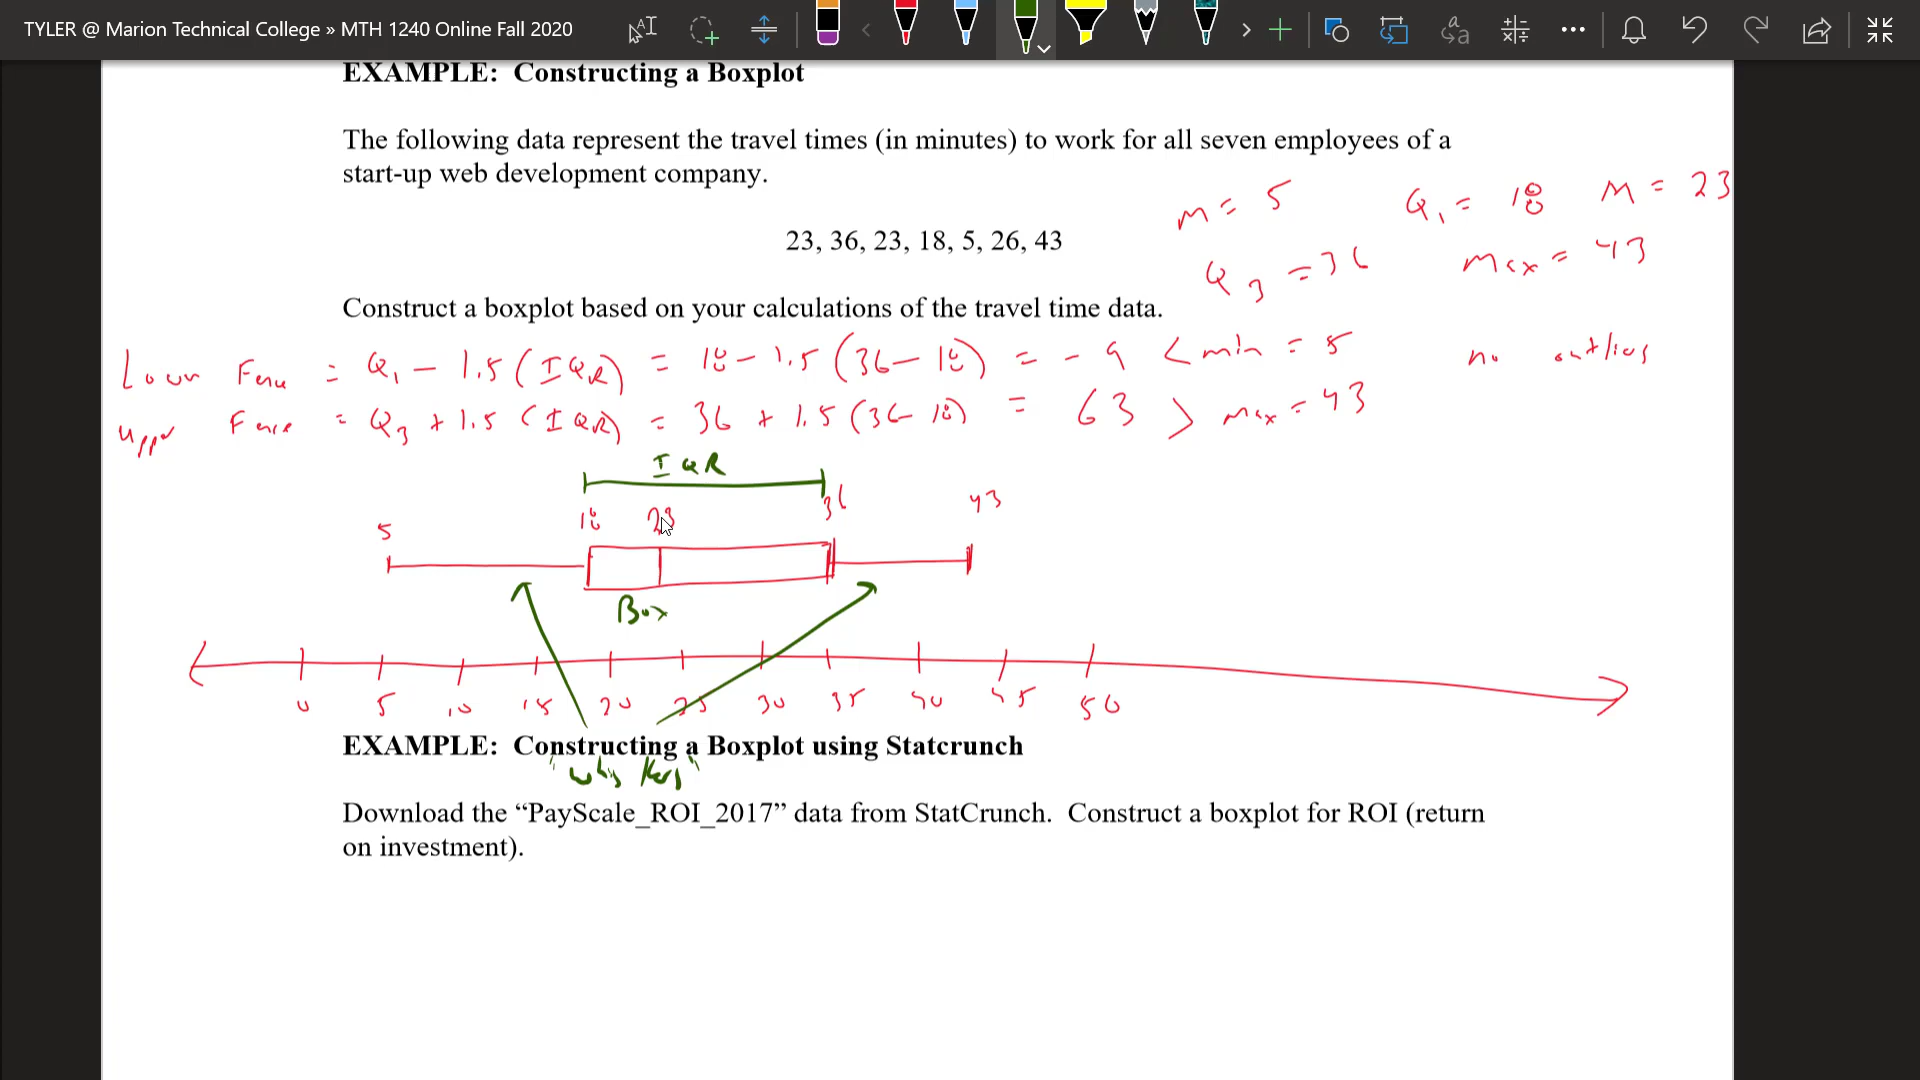 TYLER @ Marion Technical College » MTH 1240 Online Fall 2020
EXAMPLE: Constructing a Boxplot
The following data represent the travel times (in minutes) to work for all seven employees of a
start-up web development company.
m = 5 Q1 = 18 M = 23
23, 36, 23, 18, 5, 26, 43
Q3 = 36 max = 43
Construct a boxplot based on your calculations of the travel time data.
Lower Fence = Q1 - 1.5 (IQR) = 18 - 1.5 (36 - 18) = -9 < min = 5 no outliers
Upper Fence = Q3 + 1.5 (IQR) = 36 + 1.5 (36 - 18) = 63 > max = 43
IQR
5 18 23 36 43
Box
0 5 10 15 20 25 30 35 40 45 50
EXAMPLE: Constructing a Boxplot using Statcrunch
"Whiskers"
Download the “PayScale_ROI_2017” data from StatCrunch. Construct a boxplot for ROI (return
on investment).